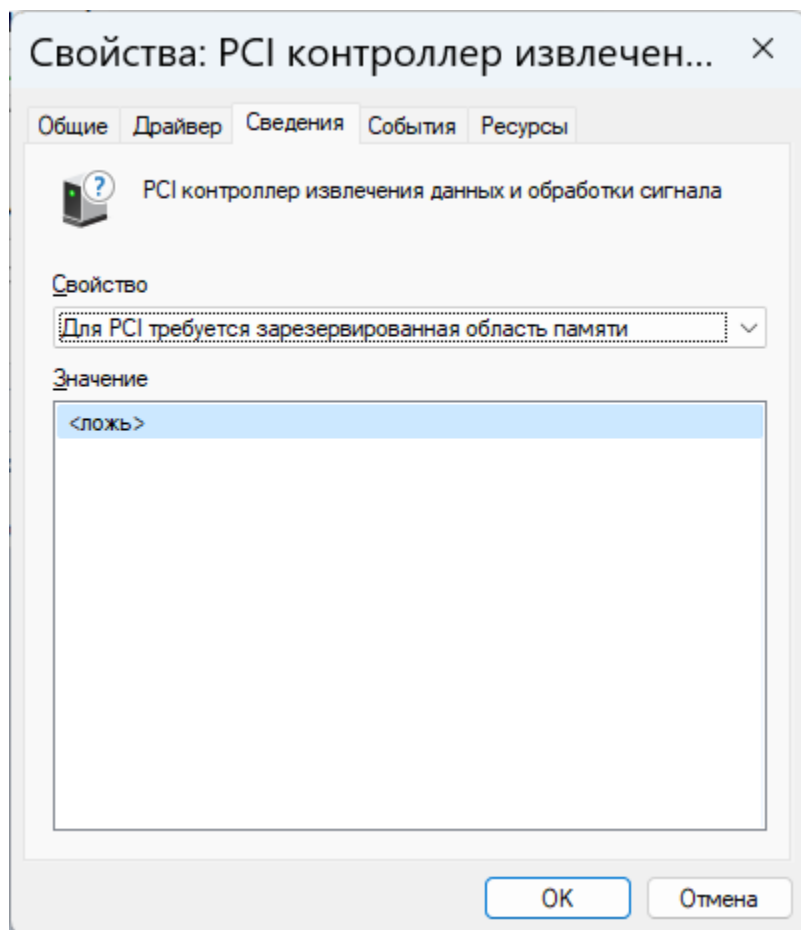 Свойства: PCI контроллер извлечен...
Общие Драйвер Сведения События Ресурсы
PCI контроллер извлечения данных и обработки сигнала
Свойство
Для PCI требуется зарезервированная область памяти
Значение
<ложь>
OK Отмена